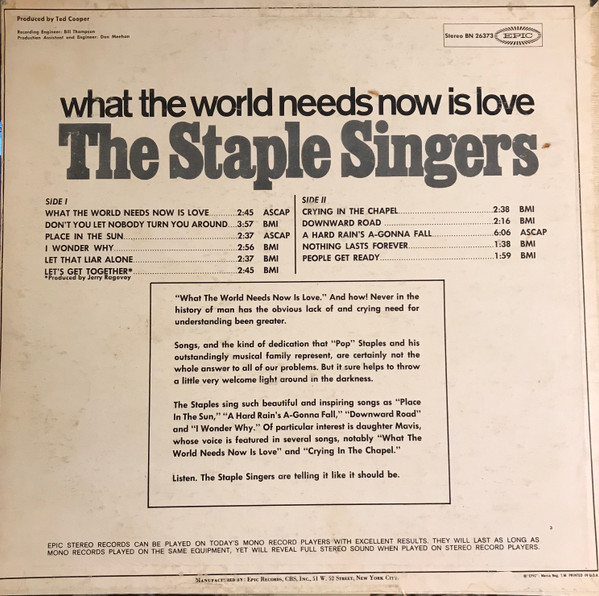 Produced by Ted Cooper
Recording Engineer: Bill Thompson
Production Assistant and Engineer: Don Meehan
Stereo BN 26373 EPIC
what the world needs now is love
The Staple Singers
SIDE I
WHAT THE WORLD NEEDS NOW IS LOVE..........2:45 ASCAP
DON'T YOU LET NOBODY TURN YOU AROUND...3:57 BMI
PLACE IN THE SUN..........2:37 ASCAP
I WONDER WHY..........2:56 BMI
LET THAT LIAR ALONE..........2:37 BMI
LET'S GET TOGETHER*..........2:45 BMI
*Produced by Jerry Ragovoy
SIDE II
CRYING IN THE CHAPEL..........2:38 BMI
DOWNWARD ROAD..........2:16 BMI
A HARD RAIN'S A-GONNA FALL..........6:06 ASCAP
NOTHING LASTS FOREVER..........1:38 BMI
PEOPLE GET READY..........1:59 BMI
"What The World Needs Now Is Love." And how! Never in the
history of man has the obvious lack of and crying need for
understanding been greater.
Songs, and the kind of dedication that "Pop" Staples and his
outstandingly musical family represent, are certainly not the
whole answer to all of our problems. But it sure helps to throw
a little very welcome light around in the darkness.
The Staples sing such beautiful and inspiring songs as "Place
In The Sun," "A Hard Rain's A-Gonna Fall," "Downward Road"
and "I Wonder Why." Of particular interest is daughter Mavis,
whose voice is featured in several songs, notably "What The
World Needs Now Is Love" and "Crying In The Chapel."
Listen. The Staple Singers are telling it like it should be.
2
EPIC STEREO RECORDS CAN BE PLAYED ON TODAY'S MONO RECORD PLAYERS WITH EXCELLENT RESULTS. THEY WILL LAST AS LONG AS
MONO RECORDS PLAYED ON THE SAME EQUIPMENT, YET WILL REVEAL FULL STEREO SOUND WHEN PLAYED ON STEREO RECORD PLAYERS.
MANUFACTURED BY: EPIC RECORDS, CBS, INC., 51 W. 52 STREET, NEW YORK CITY.
® "EPIC", Marca Reg. T.M. PRINTED IN U.S.A.